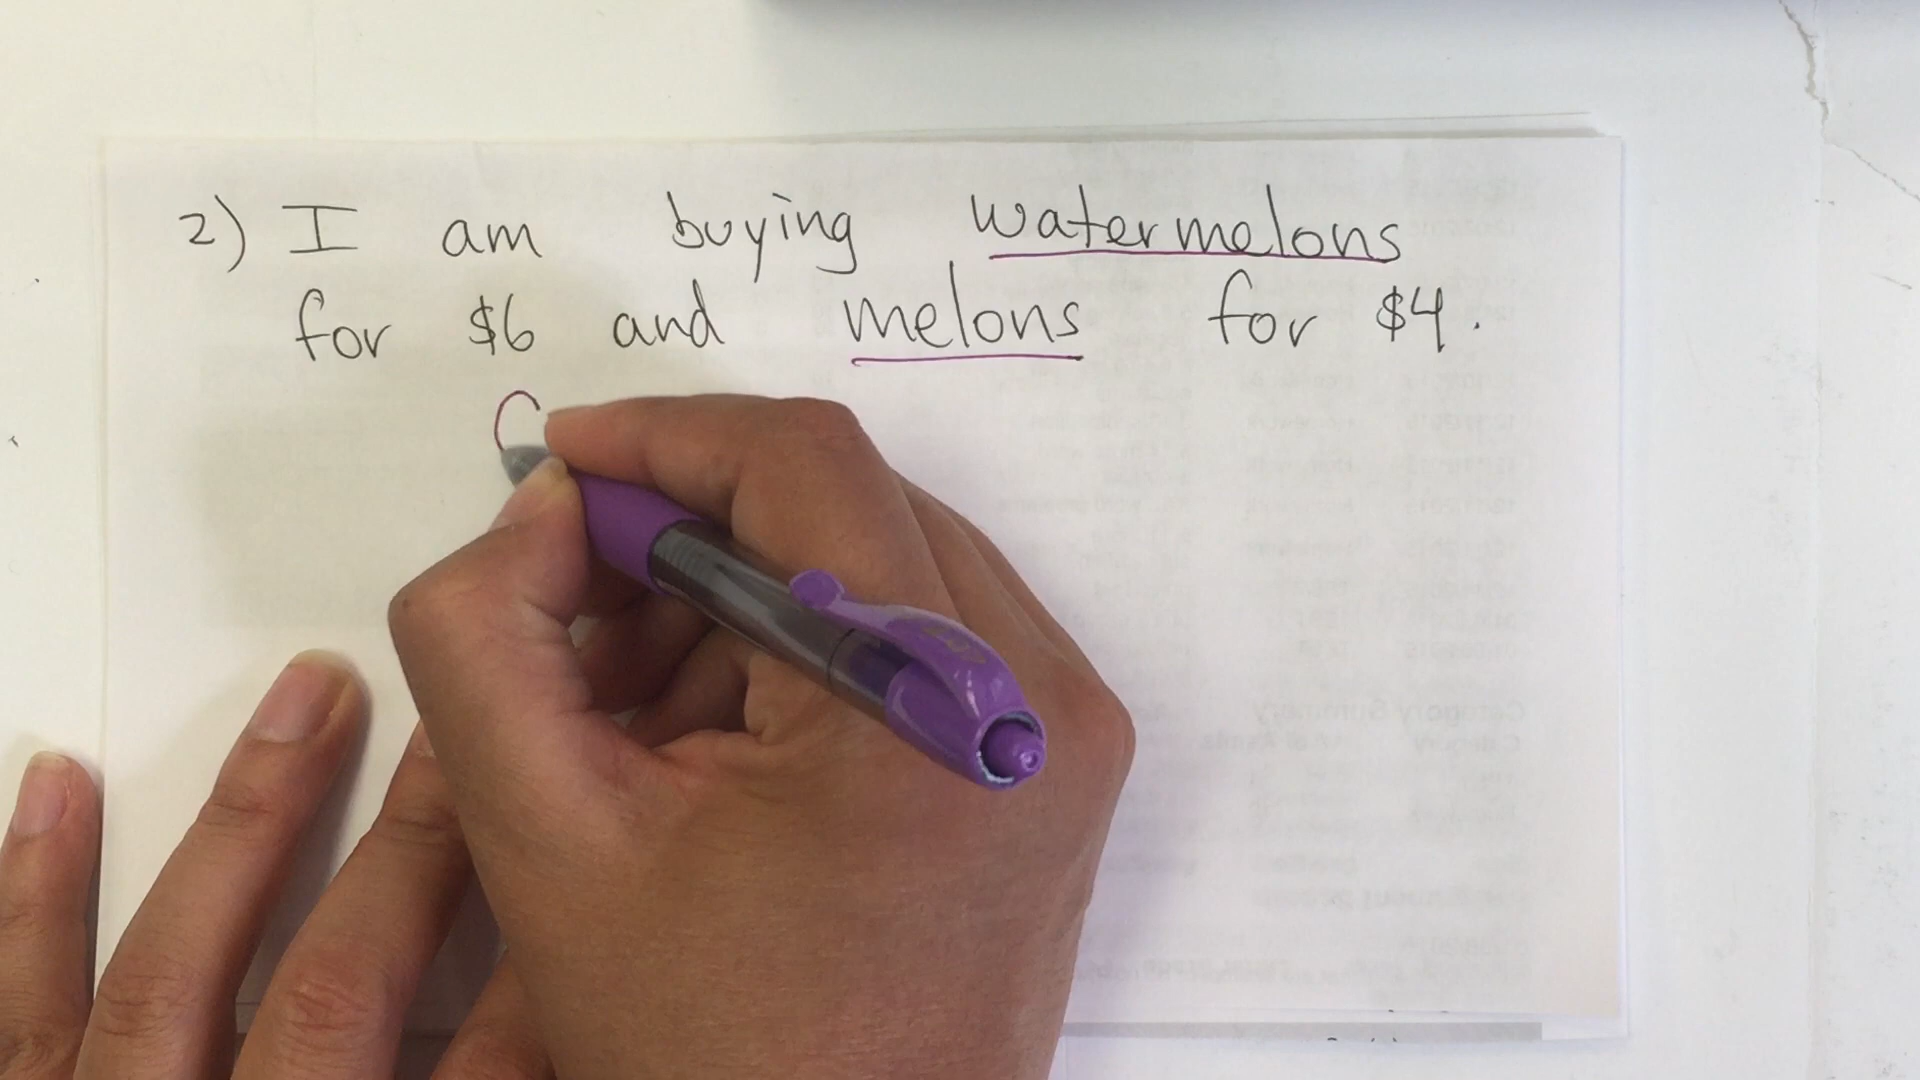 2) I am buying watermelons
for $6 and melons for $4.